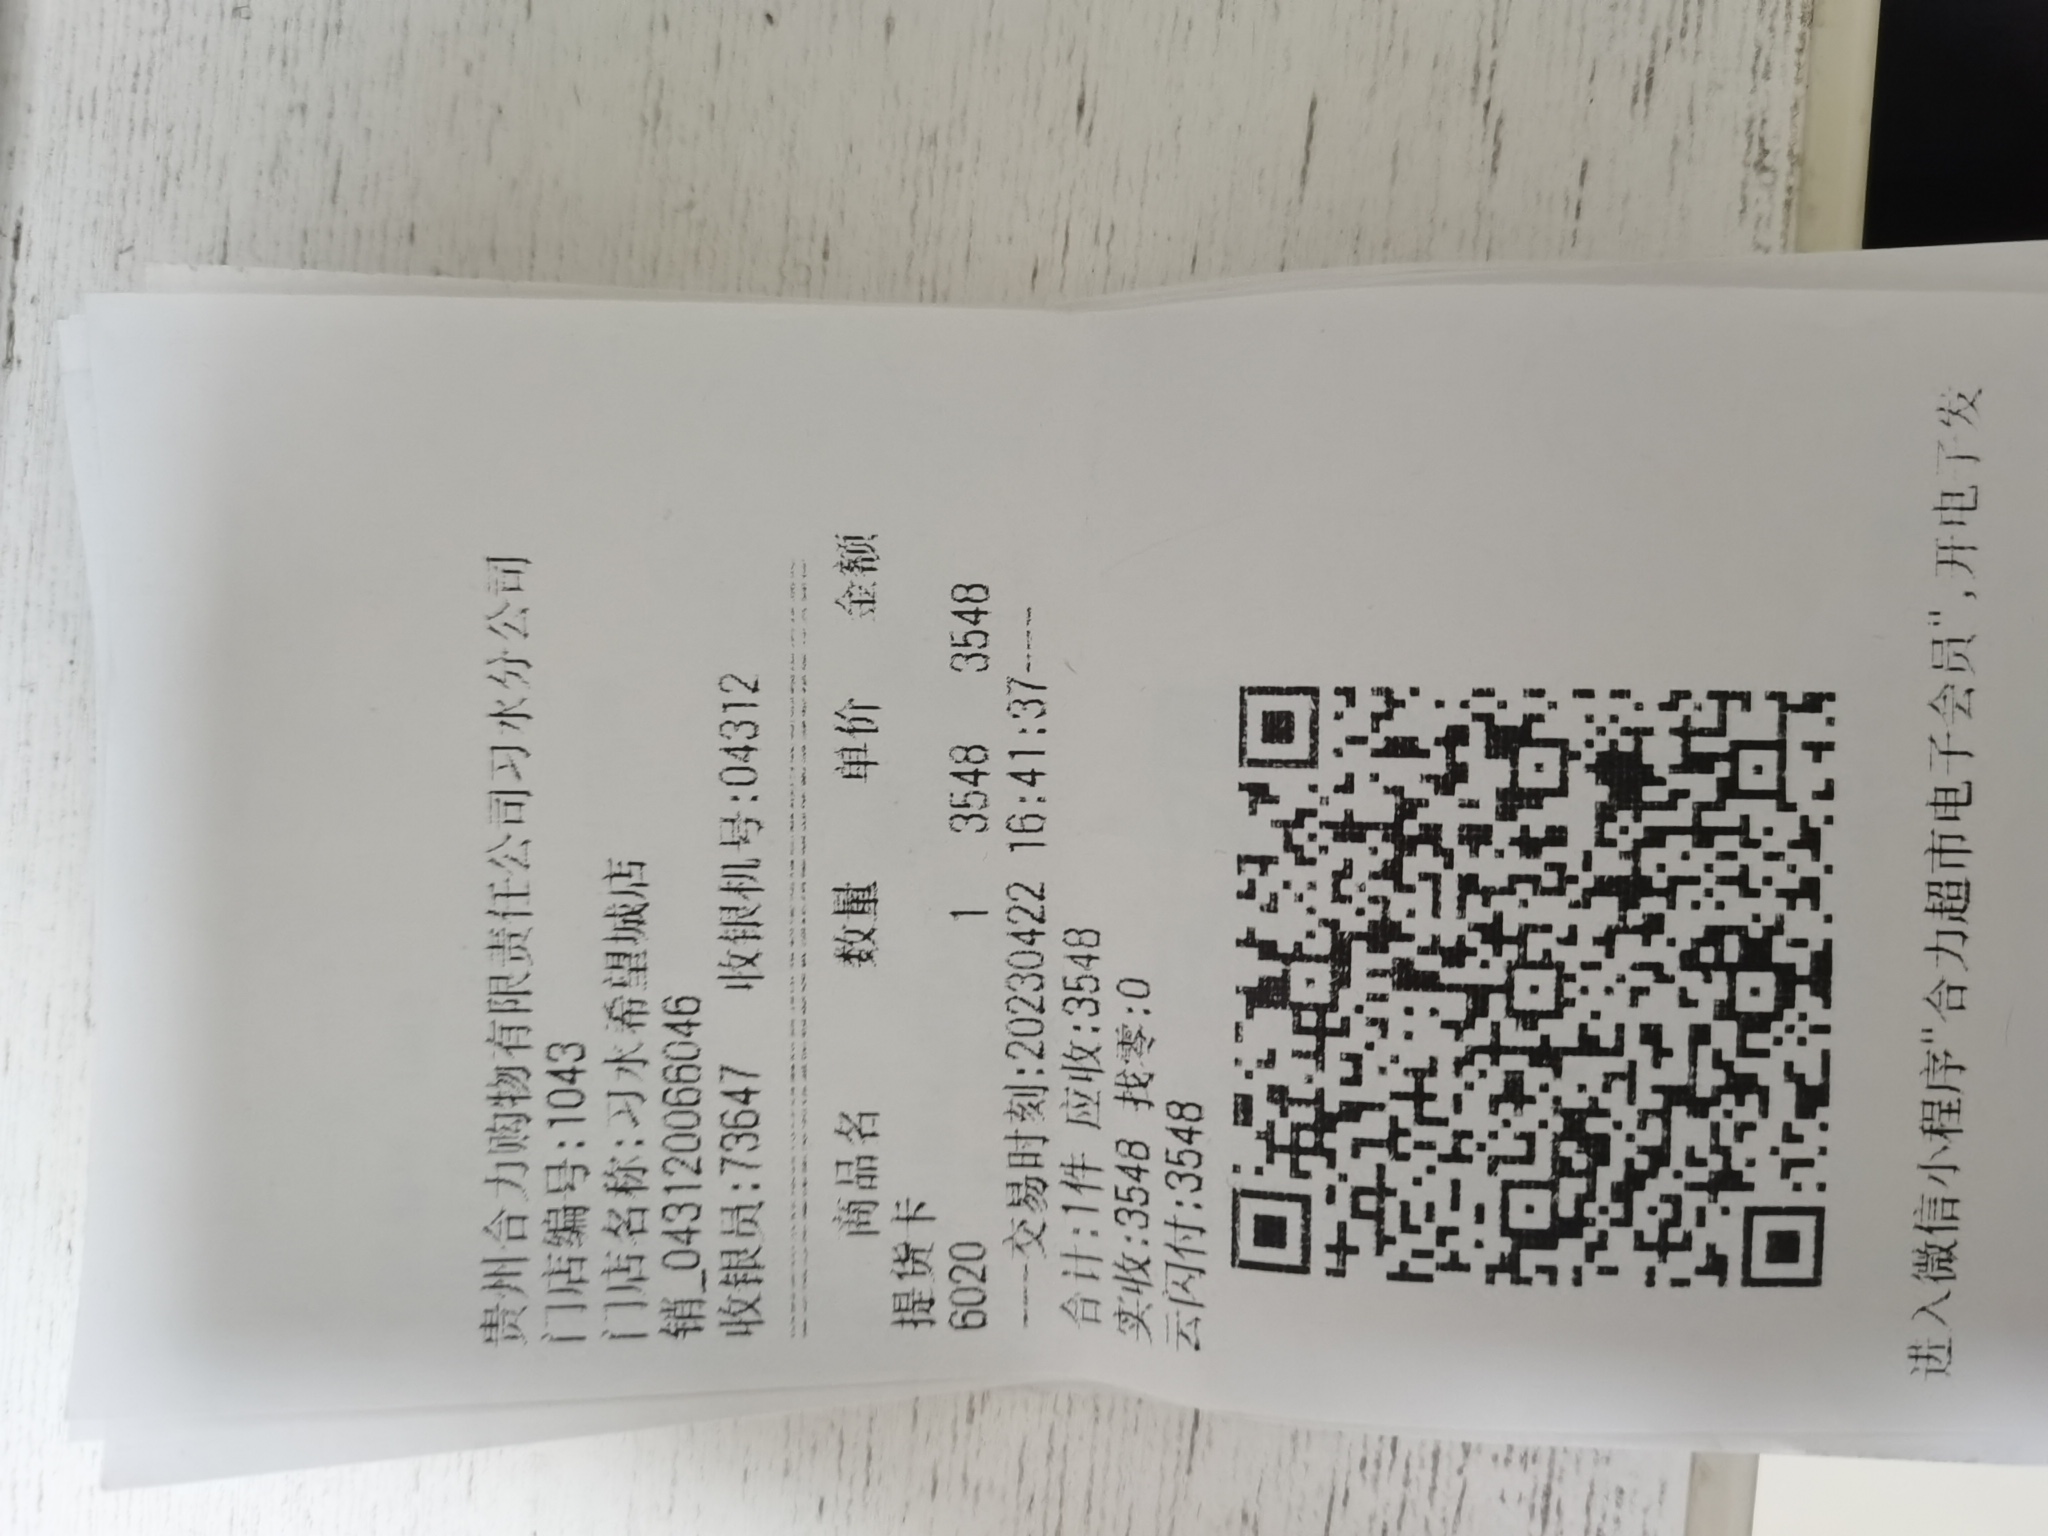 贵州合力购物有限责任公司习水分公司
门店编号:1043
门店名称:习水希望城店
销_043120066046
收银员:73647 收银机号:04312
商品名 数量 单价 金额
提货卡
6020 1 3548 3548
----交易时刻:20230422 16:41:37----
合计:1件 应收:3548
实收:3548 找零:0
云闪付:3548
进入微信小程序"合力超市电子会员",开电子发